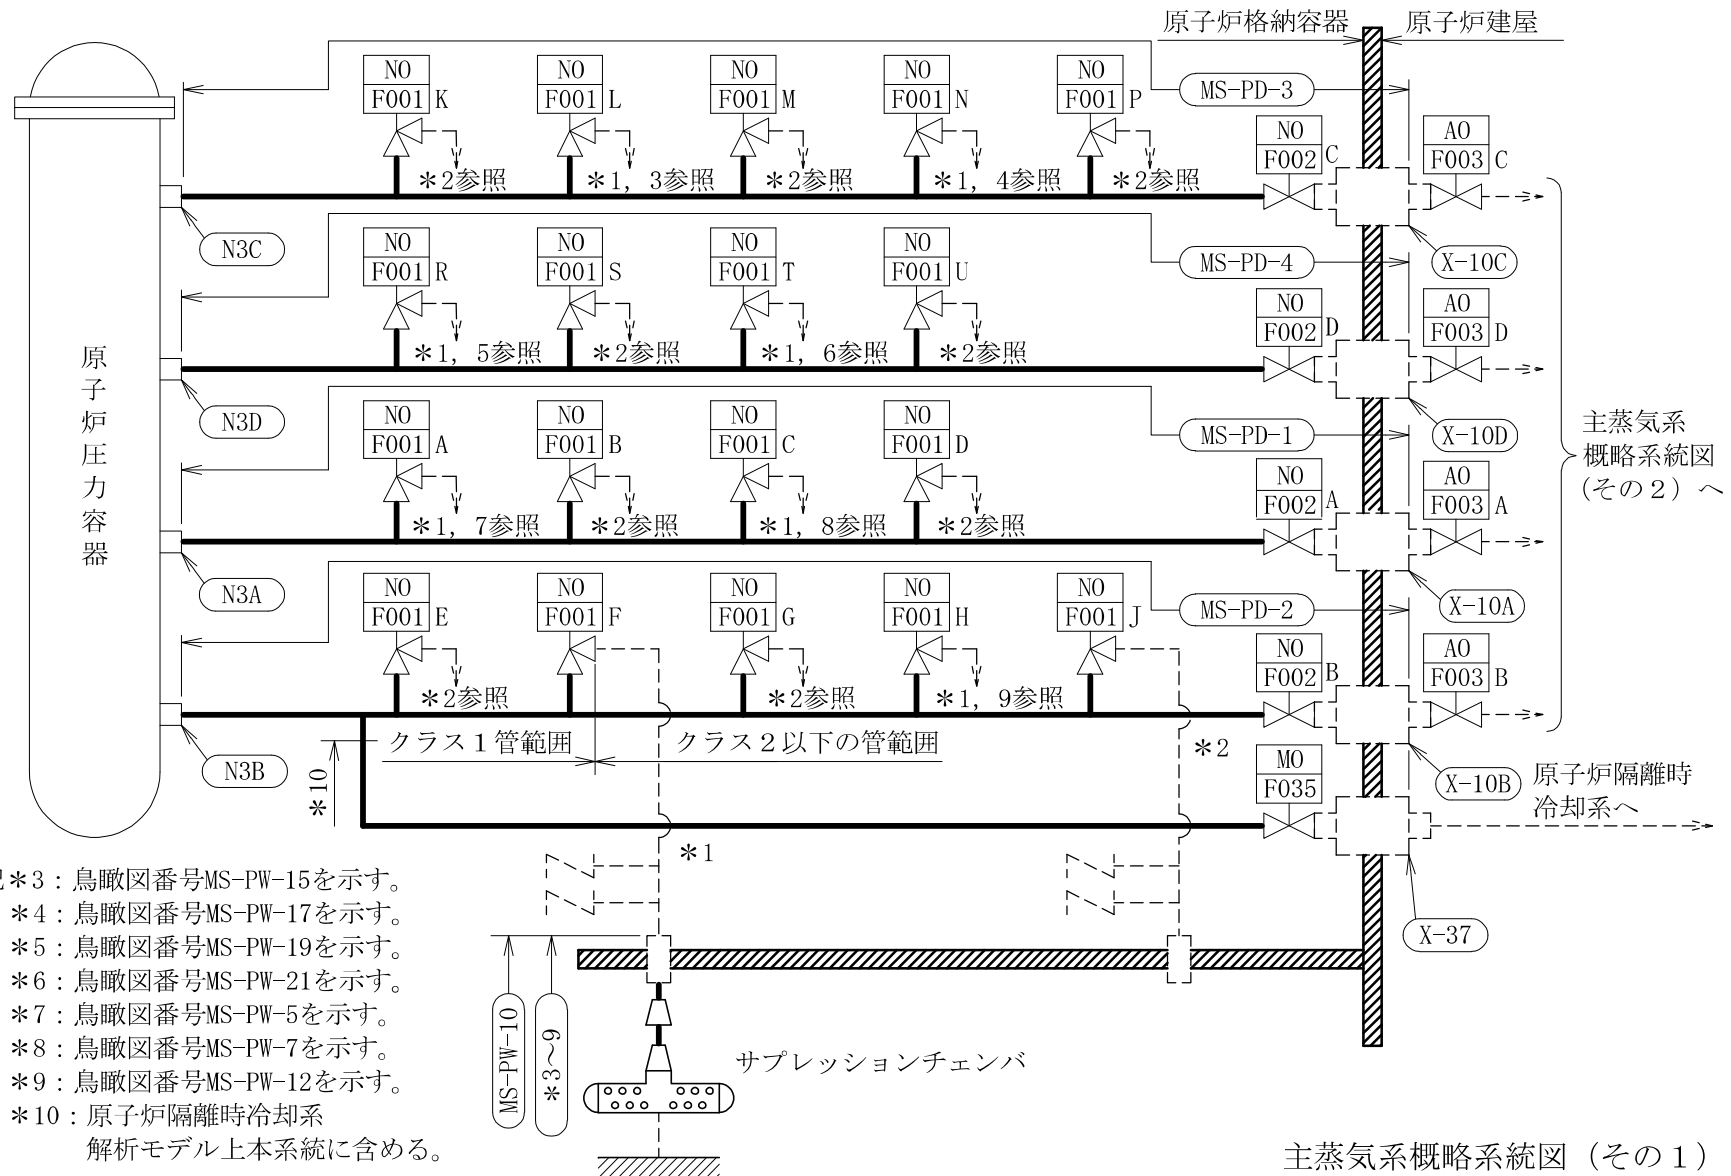 原子炉格納容器
原子炉建屋
NO
F001 K
NO
F001 L
NO
F001 M
NO
F001 N
NO
F001 P
MS-PD-3
NO
F002 C
AO
F003 C
*2参照
*1, 3参照
*2参照
*1, 4参照
*2参照
N3C
X-10C
NO
F001 R
NO
F001 S
NO
F001 T
NO
F001 U
MS-PD-4
NO
F002 D
AO
F003 D
*1, 5参照
*2参照
*1, 6参照
*2参照
N3D
X-10D
原子炉圧力容器
NO
F001 A
NO
F001 B
NO
F001 C
NO
F001 D
MS-PD-1
NO
F002 A
AO
F003 A
*1, 7参照
*2参照
*1, 8参照
*2参照
N3A
X-10A
主蒸気系
概略系統図
(その2) へ
NO
F001 E
NO
F001 F
NO
F001 G
NO
F001 H
NO
F001 J
MS-PD-2
NO
F002 B
AO
F003 B
*2参照
*2参照
*1, 9参照
クラス1管範囲
クラス2以下の管範囲
*2
N3B
*10
MO
F035
X-10B
原子炉隔離時
冷却系へ
*1
X-37
*3:鳥瞰図番号MS-PW-15を示す。
*4:鳥瞰図番号MS-PW-17を示す。
*5:鳥瞰図番号MS-PW-19を示す。
*6:鳥瞰図番号MS-PW-21を示す。
*7:鳥瞰図番号MS-PW-5を示す。
*8:鳥瞰図番号MS-PW-7を示す。
*9:鳥瞰図番号MS-PW-12を示す。
*10:原子炉隔離時冷却系
解析モデル上本系統に含める。
MS-PW-10
*3～9
サプレッションチェンバ
主蒸気系概略系統図 (その1)